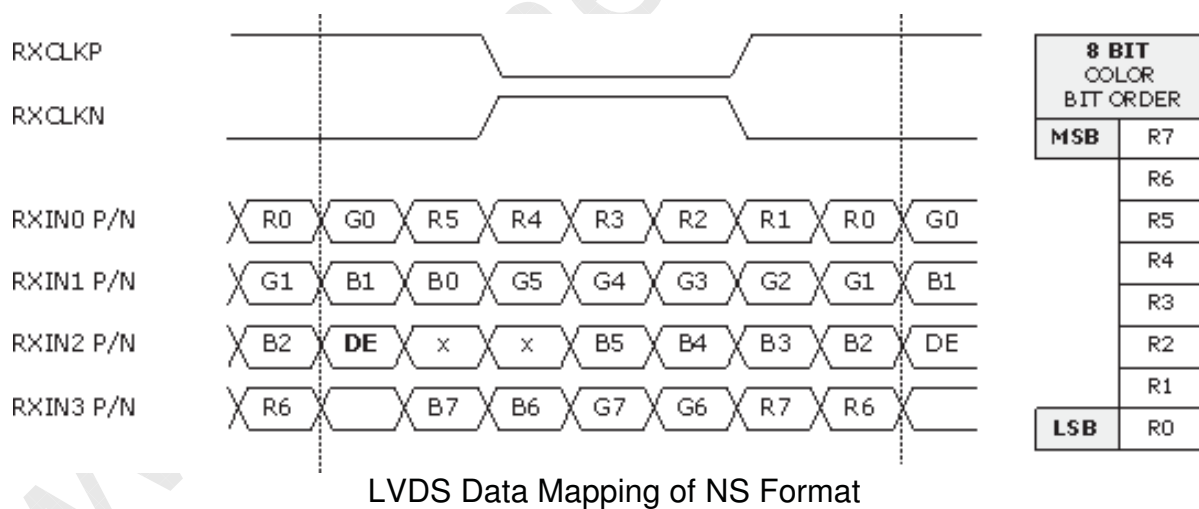 RXCLKP
RXCLKN
RXIN0 P/N R0 G0 R5 R4 R3 R2 R1 R0 G0
RXIN1 P/N G1 B1 B0 G5 G4 G3 G2 G1 B1
RXIN2 P/N B2 DE x x B5 B4 B3 B2 DE
RXIN3 P/N R6 B7 B6 G7 G6 R7 R6
8 BIT
COLOR
BIT ORDER
MSB R7
R6
R5
R4
R3
R2
R1
LSB R0
LVDS Data Mapping of NS Format